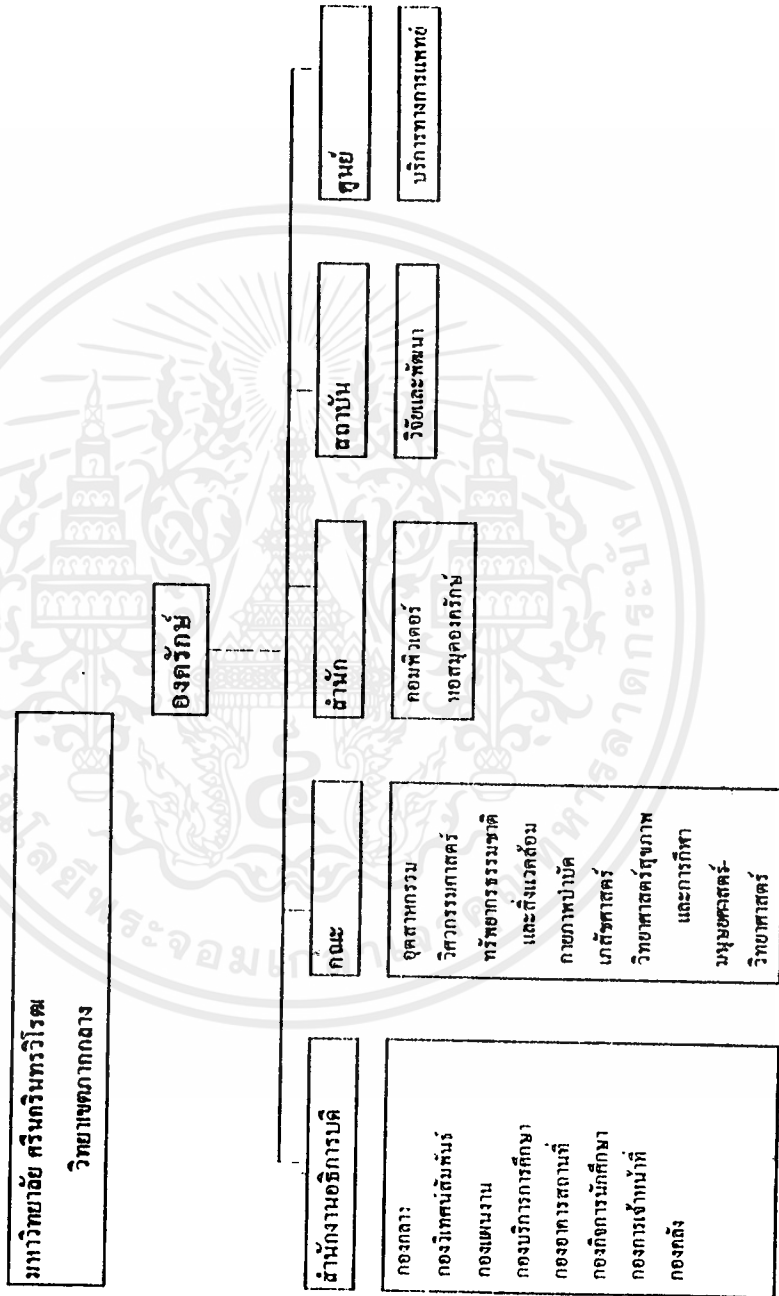 มหาวิทยาลัย ศรีนครินทรวิโรฒ
วิทยาเขตภาคกลาง
องครักษ์
สำนักงานอธิการบดี
กองกลาง
กองวิเทศน์สัมพันธ์
กองแผนงาน
กองบริการการศึกษา
กองอาคารสถานที่
กองกิจการนักศึกษา
กองการเจ้าหน้าที่
กองคลัง
คณะ
อุตสาหกรรม
วิศวกรรมศาสตร์
ทรัพยากรธรรมชาติ
และสิ่งแวดล้อม
กายภาพบำบัด
เภสัชศาสตร์
วิทยาศาสตร์สุขภาพ
และการกีฬา
มนุษยศาสตร์-
วิทยาศาสตร์
สำนัก
คอมพิวเตอร์
หอสมุดองครักษ์
สถาบัน
วิจัยและพัฒนา
ศูนย์
บริการทางการแพทย์